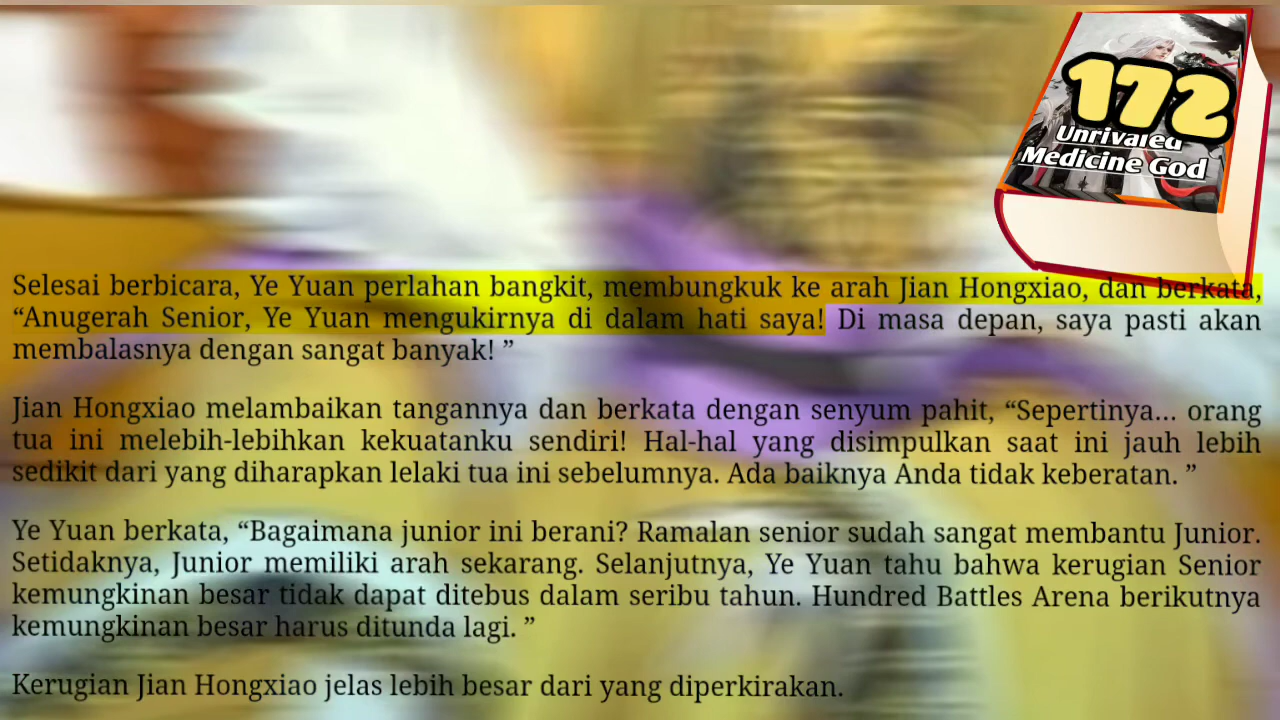 172
Unrivaled
Medicine God
Selesai berbicara, Ye Yuan perlahan bangkit, membungkuk ke arah Jian Hongxiao, dan berkata,
“Anugerah Senior, Ye Yuan mengukirnya di dalam hati saya! Di masa depan, saya pasti akan
membalasnya dengan sangat banyak! ”
Jian Hongxiao melambaikan tangannya dan berkata dengan senyum pahit, “Sepertinya... orang
tua ini melebih-lebihkan kekuatanku sendiri! Hal-hal yang disimpulkan saat ini jauh lebih
sedikit dari yang diharapkan lelaki tua ini sebelumnya. Ada baiknya Anda tidak keberatan. ”
Ye Yuan berkata, “Bagaimana junior ini berani? Ramalan senior sudah sangat membantu Junior.
Setidaknya, Junior memiliki arah sekarang. Selanjutnya, Ye Yuan tahu bahwa kerugian Senior
kemungkinan besar tidak dapat ditebus dalam seribu tahun. Hundred Battles Arena berikutnya
kemungkinan besar harus ditunda lagi. ”
Kerugian Jian Hongxiao jelas lebih besar dari yang diperkirakan.